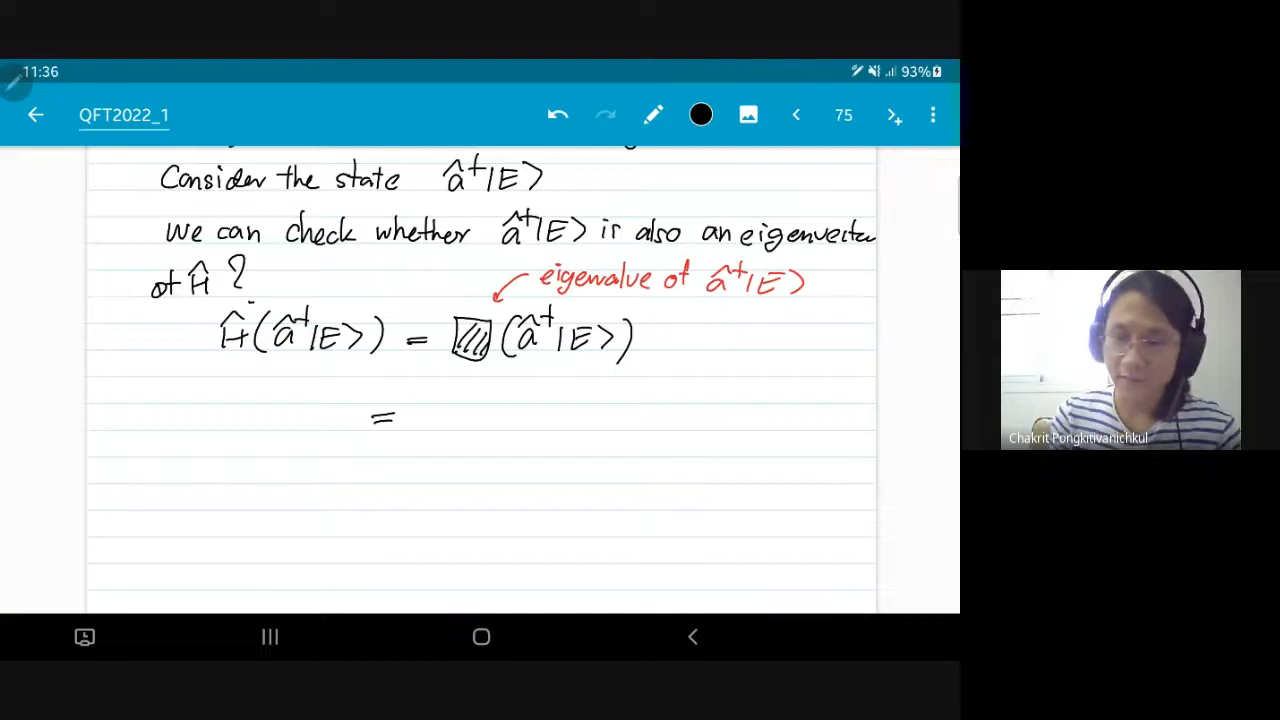 11:36
93%
QFT2022_1
75
Consider the state â†|E>
We can check whether â†|E> is also an eigenvector
of Ĥ ?
eigenvalue of â†|E>
Ĥ(â†|E>) = (â†|E>)
=
Chakrit Pongkitivanichkul